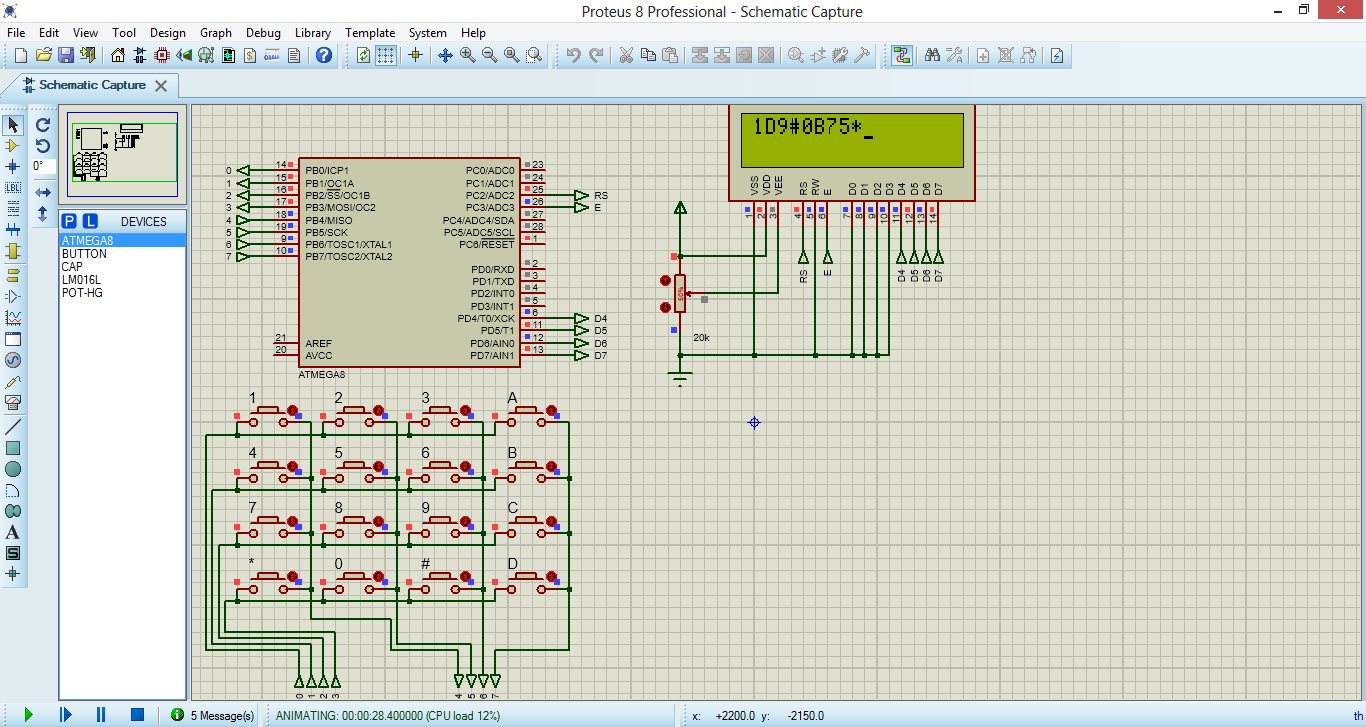 Proteus 8 Professional - Schematic Capture
File Edit View Tool Design Graph Debug Library Template System Help
Schematic Capture
0°
P L DEVICES
ATMEGA8
BUTTON
CAP
LM016L
POT-HG
1D9#0B75*_
VSS VDD VEE RS RW E D0 D1 D2 D3 D4 D5 D6 D7
1 2 3 4 5 6 7 8 9 10 11 12 13 14
RS E D4 D5 D6 D7
0 14 PB0/ICP1 PC0/ADC0 23
1 15 PB1/OC1A PC1/ADC1 24
2 16 PB2/SS/OC1B PC2/ADC2 25 RS
3 17 PB3/MOSI/OC2 PC3/ADC3 26 E
4 18 PB4/MISO PC4/ADC4/SDA 27
5 19 PB5/SCK PC5/ADC5/SCL 28
6 9 PB6/TOSC1/XTAL1 PC6/RESET 1
7 10 PB7/TOSC2/XTAL2
PD0/RXD 2
PD1/TXD 3
PD2/INT0 4
PD3/INT1 5
PD4/T0/XCK 6 D4
PD5/T1 11 D5
PD6/AIN0 12 D6
21 AREF PD7/AIN1 13 D7
20 AVCC
ATMEGA8
50%
20k
1 2 3 A
4 5 6 B
7 8 9 C
* 0 # D
0 1 2 3 4 5 6 7
5 Message(s) ANIMATING: 00:00:28.400000 (CPU load 12%) x: +2200.0 y: -2150.0 th